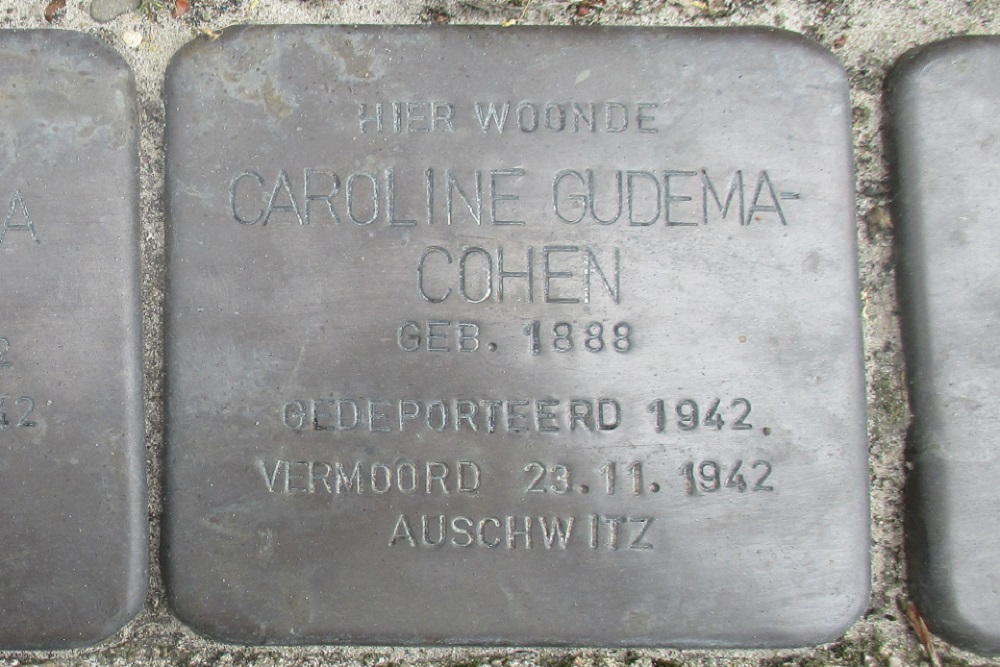 HIER WOONDE
CAROLINE GUDEMA-
COHEN
GEB. 1888
GEDEPORTEERD 1942.
VERMOORD 23.11.1942
AUSCHWITZ